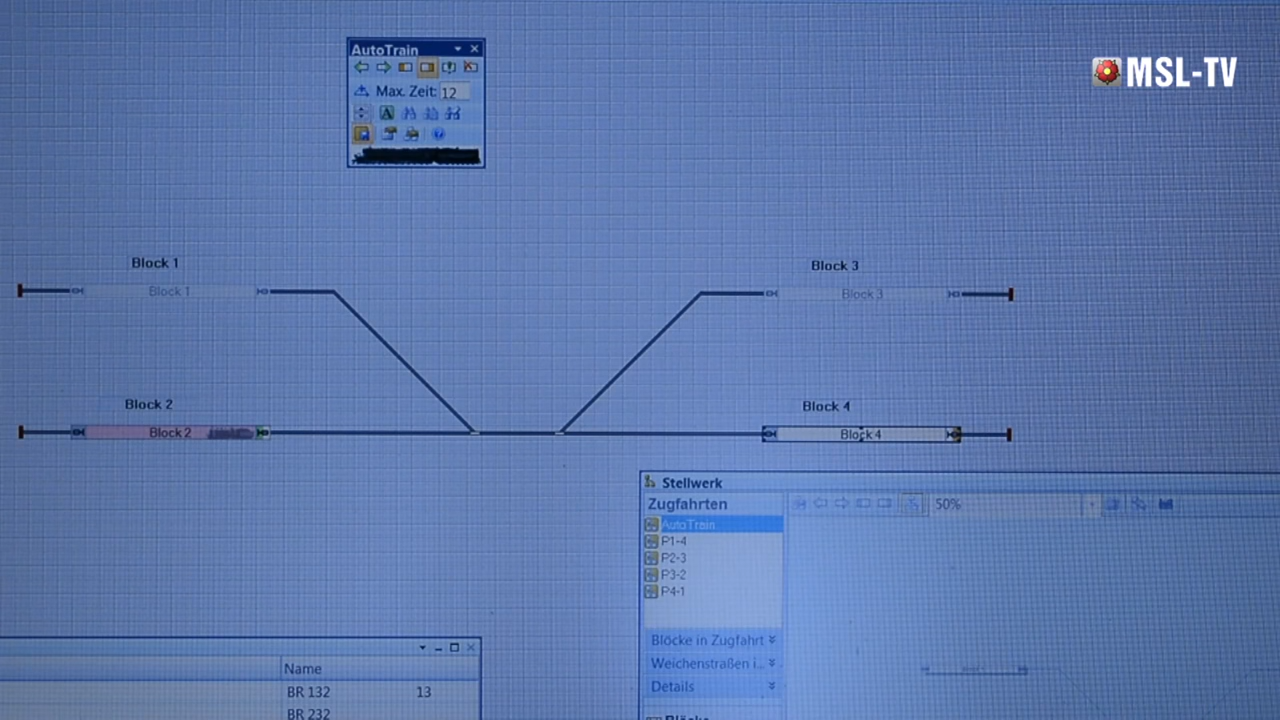 AutoTrain
MSL-TV
Max. Zeit: 12
Block 1
Block 1
Block 3
Block 3
Block 2
Block 2
Block 4
Block 4
Stellwerk
Zugfahrten
50%
AutoTrain
P1-4
P2-3
P3-2
P4-1
Blöcke in Zugfahrt
Weichenstraßen i...
Details
Blöcke
Name
BR 132 13
BR 232